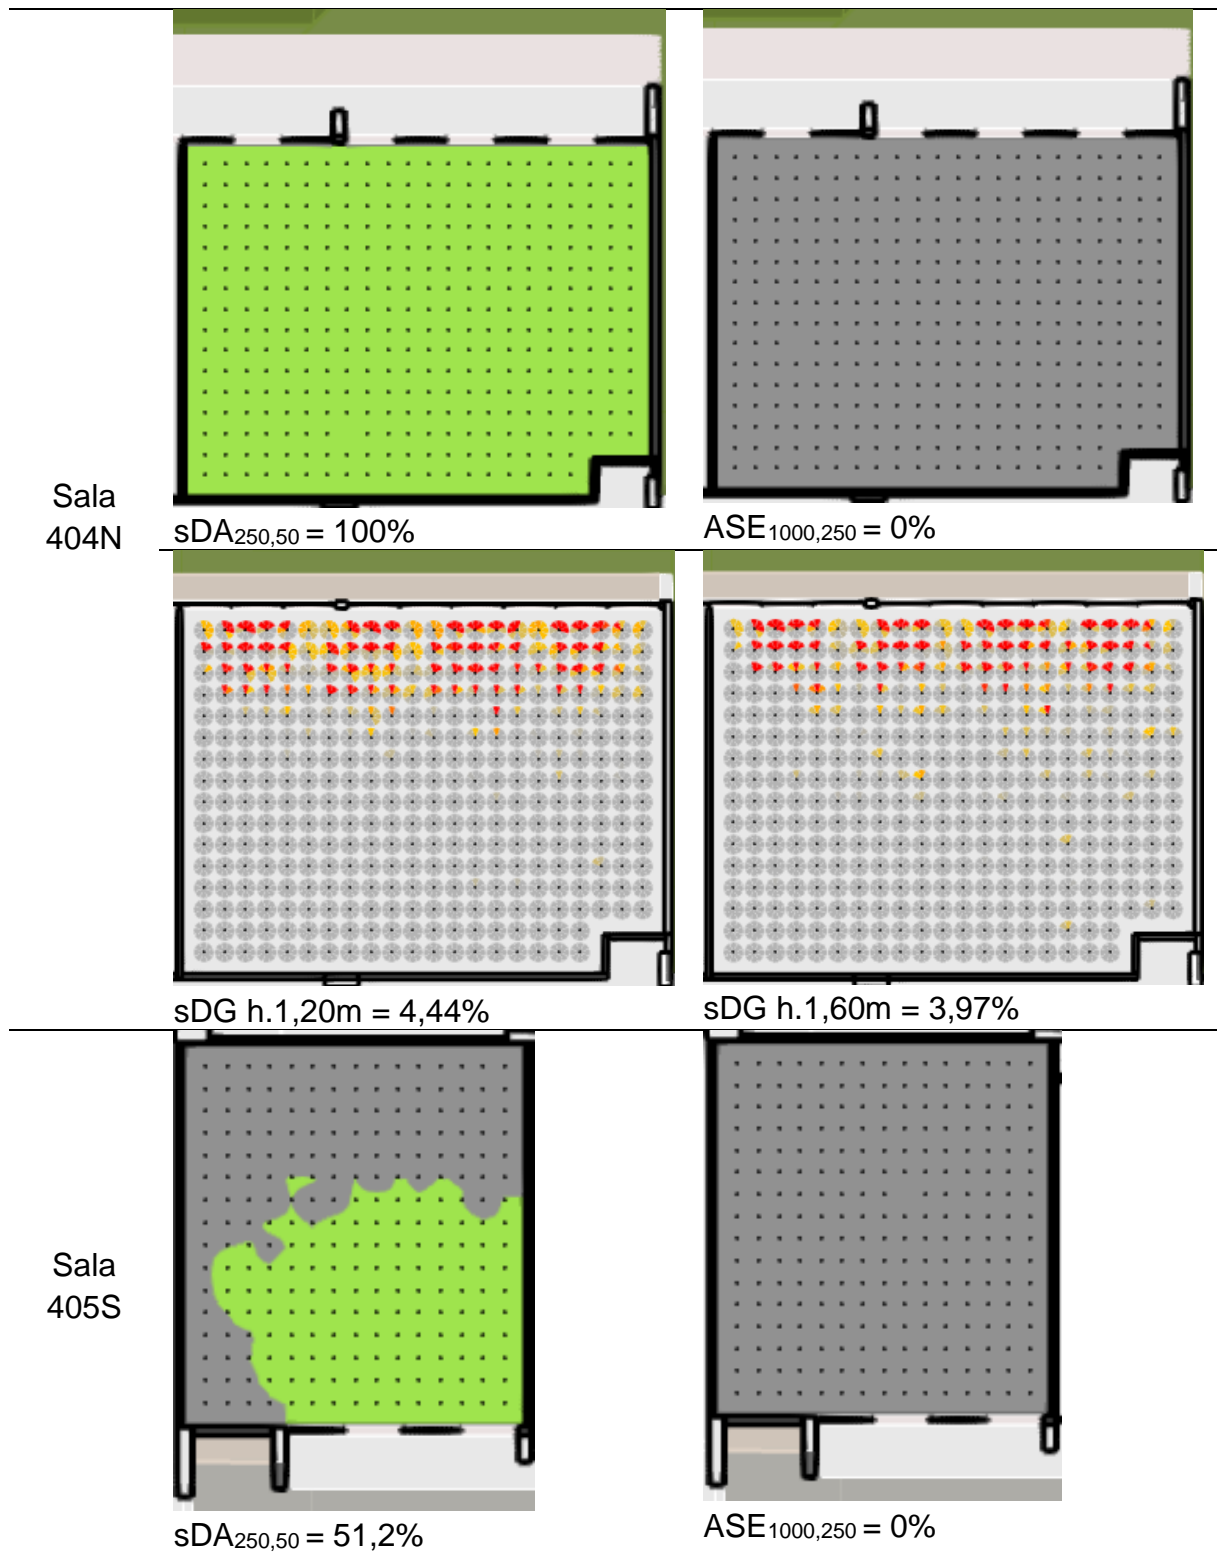 Sala
404N
sDA250,50 = 100%
ASE1000,250 = 0%
sDG h.1,20m = 4,44%
sDG h.1,60m = 3,97%
Sala
405S
sDA250,50 = 51,2%
ASE1000,250 = 0%